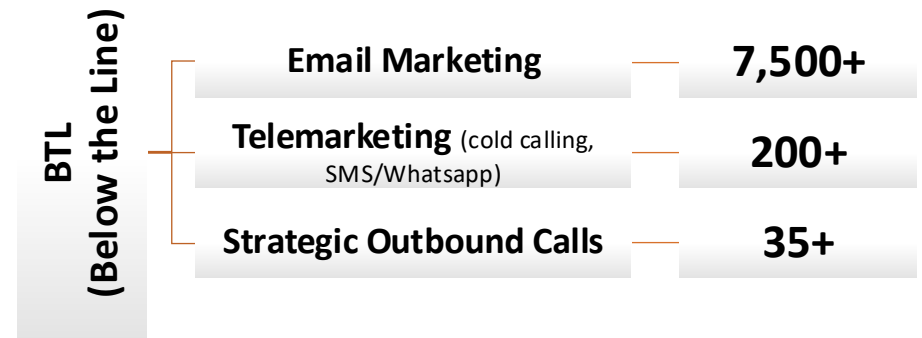 BTL
(Below the Line)
Email Marketing
7,500+
Telemarketing (cold calling,
SMS/Whatsapp)
200+
Strategic Outbound Calls
35+